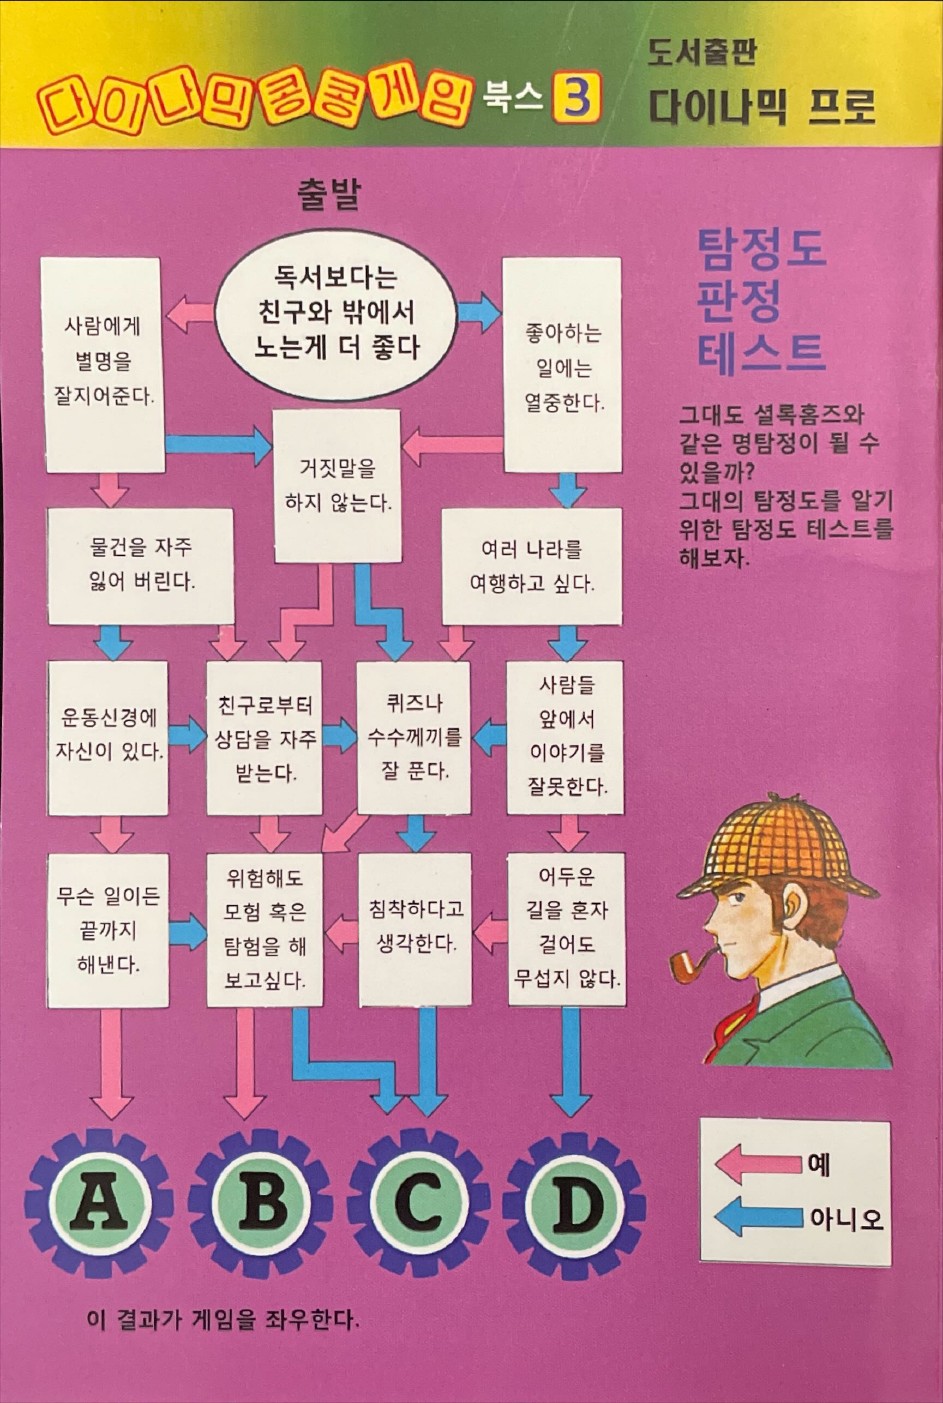 다이나믹콩콩게임 북스 3
도서출판
다이나믹 프로
출발
탐정도
판정
테스트
그대도 셜록홈즈와
같은 명탐정이 될 수
있을까?
그대의 탐정도를 알기
위한 탐정도 테스트를
해보자.
독서보다는
친구와 밖에서
노는게 더 좋다
사람에게
별명을
잘지어준다.
좋아하는
일에는
열중한다.
거짓말을
하지 않는다.
물건을 자주
잃어 버린다.
여러 나라를
여행하고 싶다.
운동신경에
자신이 있다.
친구로부터
상담을 자주
받는다.
퀴즈나
수수께끼를
잘 푼다.
사람들
앞에서
이야기를
잘못한다.
무슨 일이든
끝까지
해낸다.
위험해도
모험 혹은
탐험을 해
보고싶다.
침착하다고
생각한다.
어두운
길을 혼자
걸어도
무섭지 않다.
A
B
C
D
예
아니오
이 결과가 게임을 좌우한다.